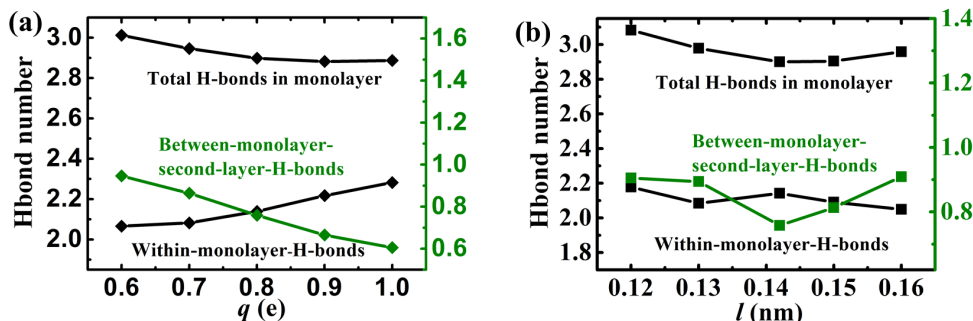 (a)
Hbond number
3.0
2.8
2.6
2.4
2.2
2.0
Total H-bonds in monolayer
Between-monolayer-
second-layer-H-bonds
Within-monolayer-H-bonds
1.6
1.4
1.2
1.0
0.8
0.6
0.6 0.7 0.8 0.9 1.0
q (e)
(b)
Hbond number
3.0
2.8
2.6
2.4
2.2
2.0
1.8
Total H-bonds in monolayer
Between-monolayer-
second-layer-H-bonds
Within-monolayer-H-bonds
1.4
1.2
1.0
0.8
0.12 0.13 0.14 0.15 0.16
l (nm)